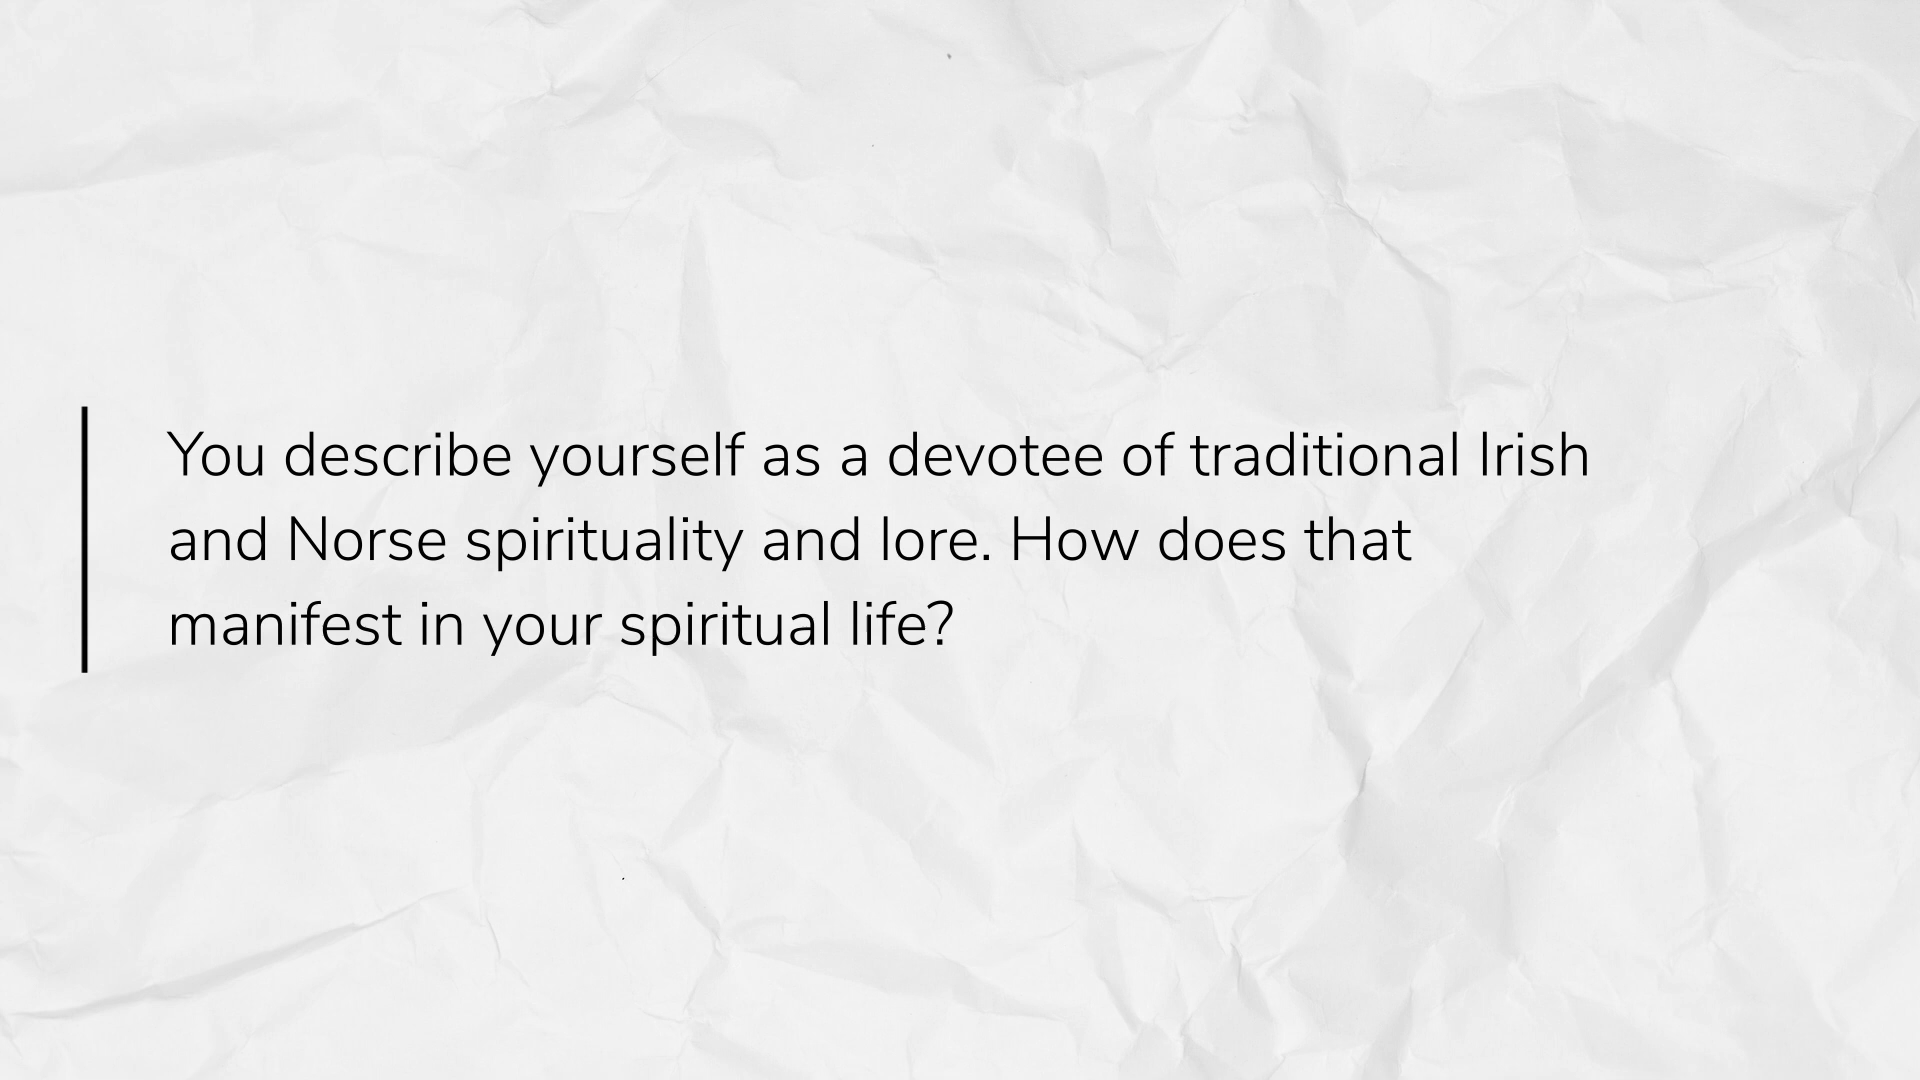 You describe yourself as a devotee of traditional Irish
and Norse spirituality and lore. How does that
manifest in your spiritual life?